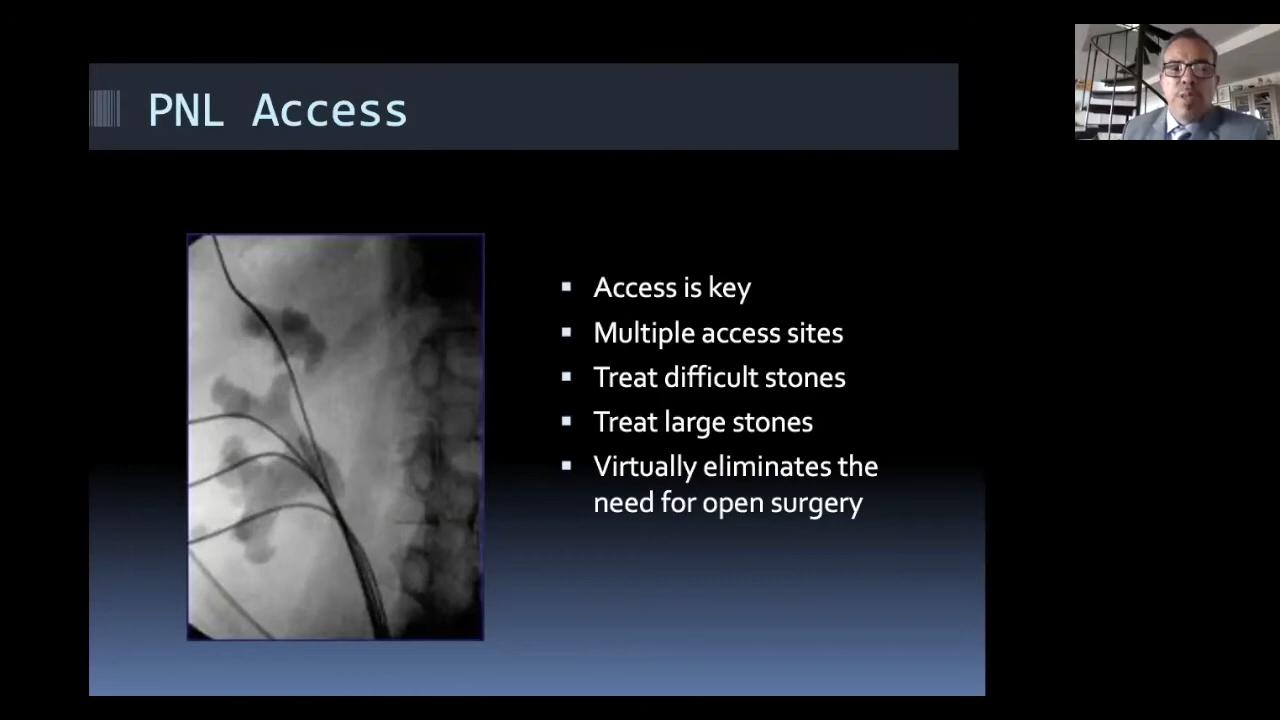 PNL Access
Access is key
Multiple access sites
Treat difficult stones
Treat large stones
Virtually eliminates the
need for open surgery